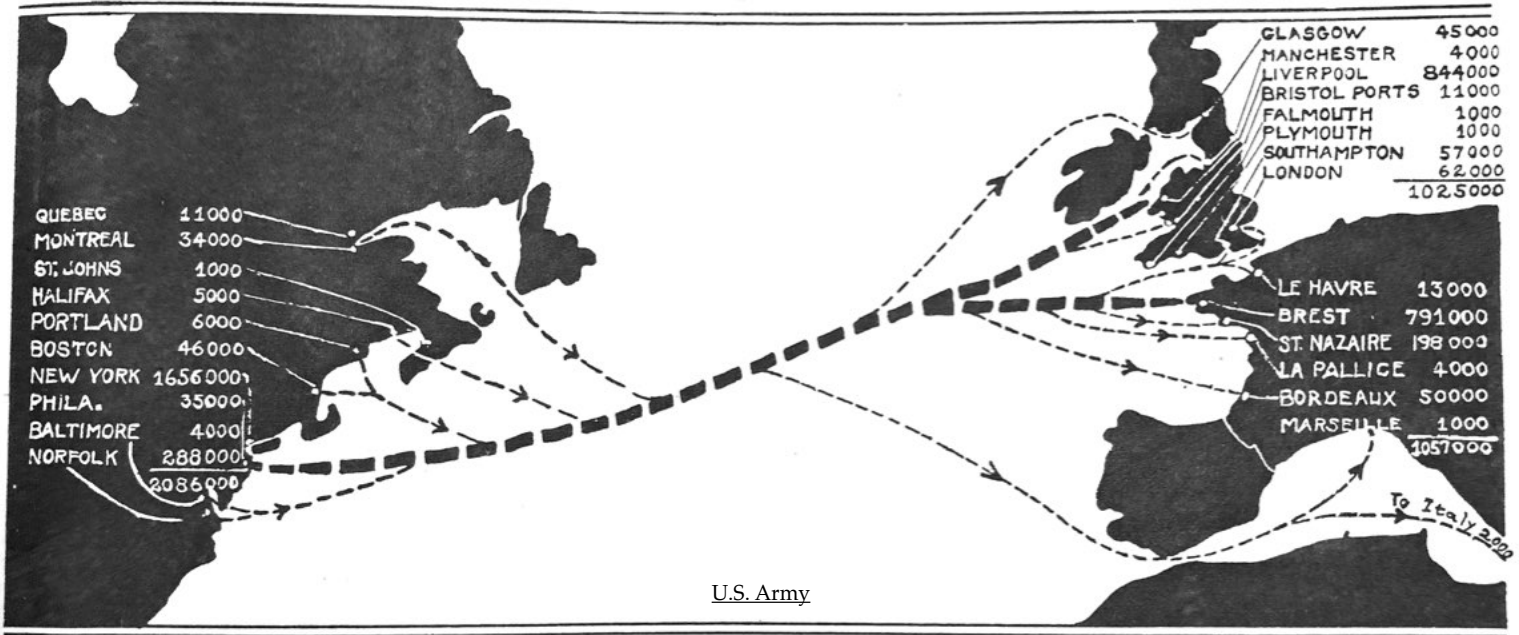 GLASGOW 45000
MANCHESTER 4000
LIVERPOOL 844000
BRISTOL PORTS 11000
FALMOUTH 1000
PLYMOUTH 1000
SOUTHAMPTON 57000
LONDON 62000
1025000
QUEBEC 11000
MONTREAL 34000
ST. JOHNS 1000
HALIFAX 5000
PORTLAND 6000
BOSTON 46000
NEW YORK 1656000
PHILA. 35000
BALTIMORE 4000
NORFOLK 288000
2086000
LE HAVRE 13000
BREST 791000
ST. NAZAIRE 198000
LA PALLICE 4000
BORDEAUX 50000
MARSEILLE 1000
1057000
To Italy 2000
U.S. Army